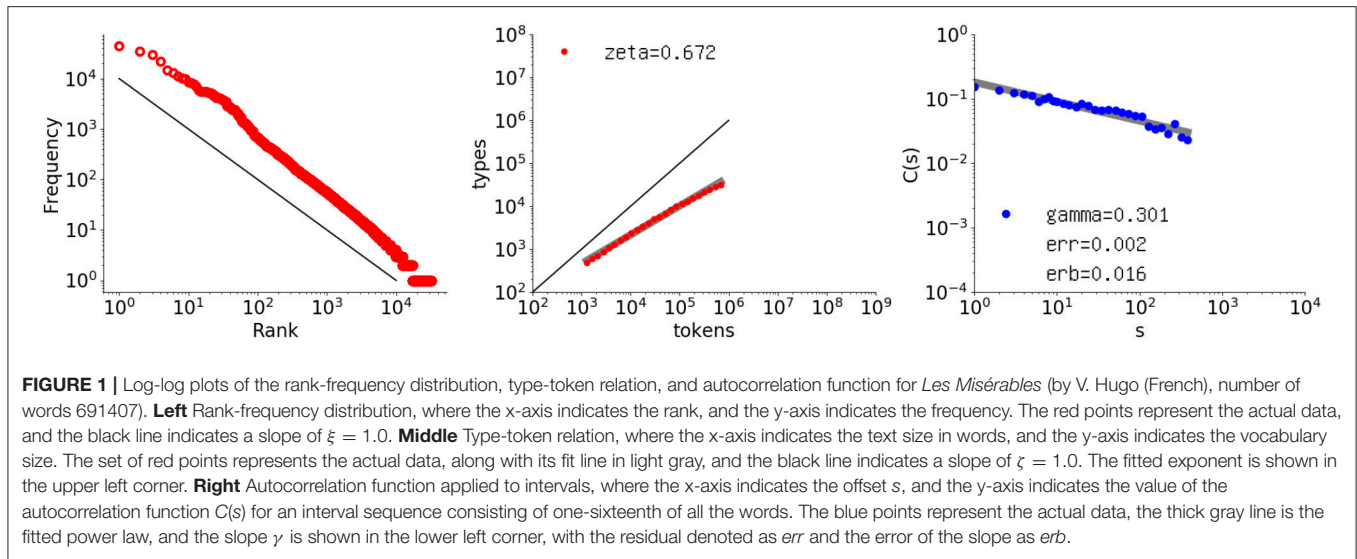 10^4
10^3
10^2
10^1
10^0
Frequency
10^0 10^1 10^2 10^3 10^4
Rank
10^8
10^7
10^6
10^5
10^4
10^3
10^2
types
zeta=0.672
10^2 10^3 10^4 10^5 10^6 10^7 10^8 10^9
tokens
10^0
10^-1
10^-2
10^-3
10^-4
C(s)
gamma=0.301
err=0.002
erb=0.016
10^0 10^1 10^2 10^3 10^4
s
FIGURE 1 | Log-log plots of the rank-frequency distribution, type-token relation, and autocorrelation function for Les Misérables (by V. Hugo (French), number of
words 691407). Left Rank-frequency distribution, where the x-axis indicates the rank, and the y-axis indicates the frequency. The red points represent the actual data,
and the black line indicates a slope of ξ = 1.0. Middle Type-token relation, where the x-axis indicates the text size in words, and the y-axis indicates the vocabulary
size. The set of red points represents the actual data, along with its fit line in light gray, and the black line indicates a slope of ζ = 1.0. The fitted exponent is shown in
the upper left corner. Right Autocorrelation function applied to intervals, where the x-axis indicates the offset s, and the y-axis indicates the value of the
autocorrelation function C(s) for an interval sequence consisting of one-sixteenth of all the words. The blue points represent the actual data, the thick gray line is the
fitted power law, and the slope γ is shown in the lower left corner, with the residual denoted as err and the error of the slope as erb.